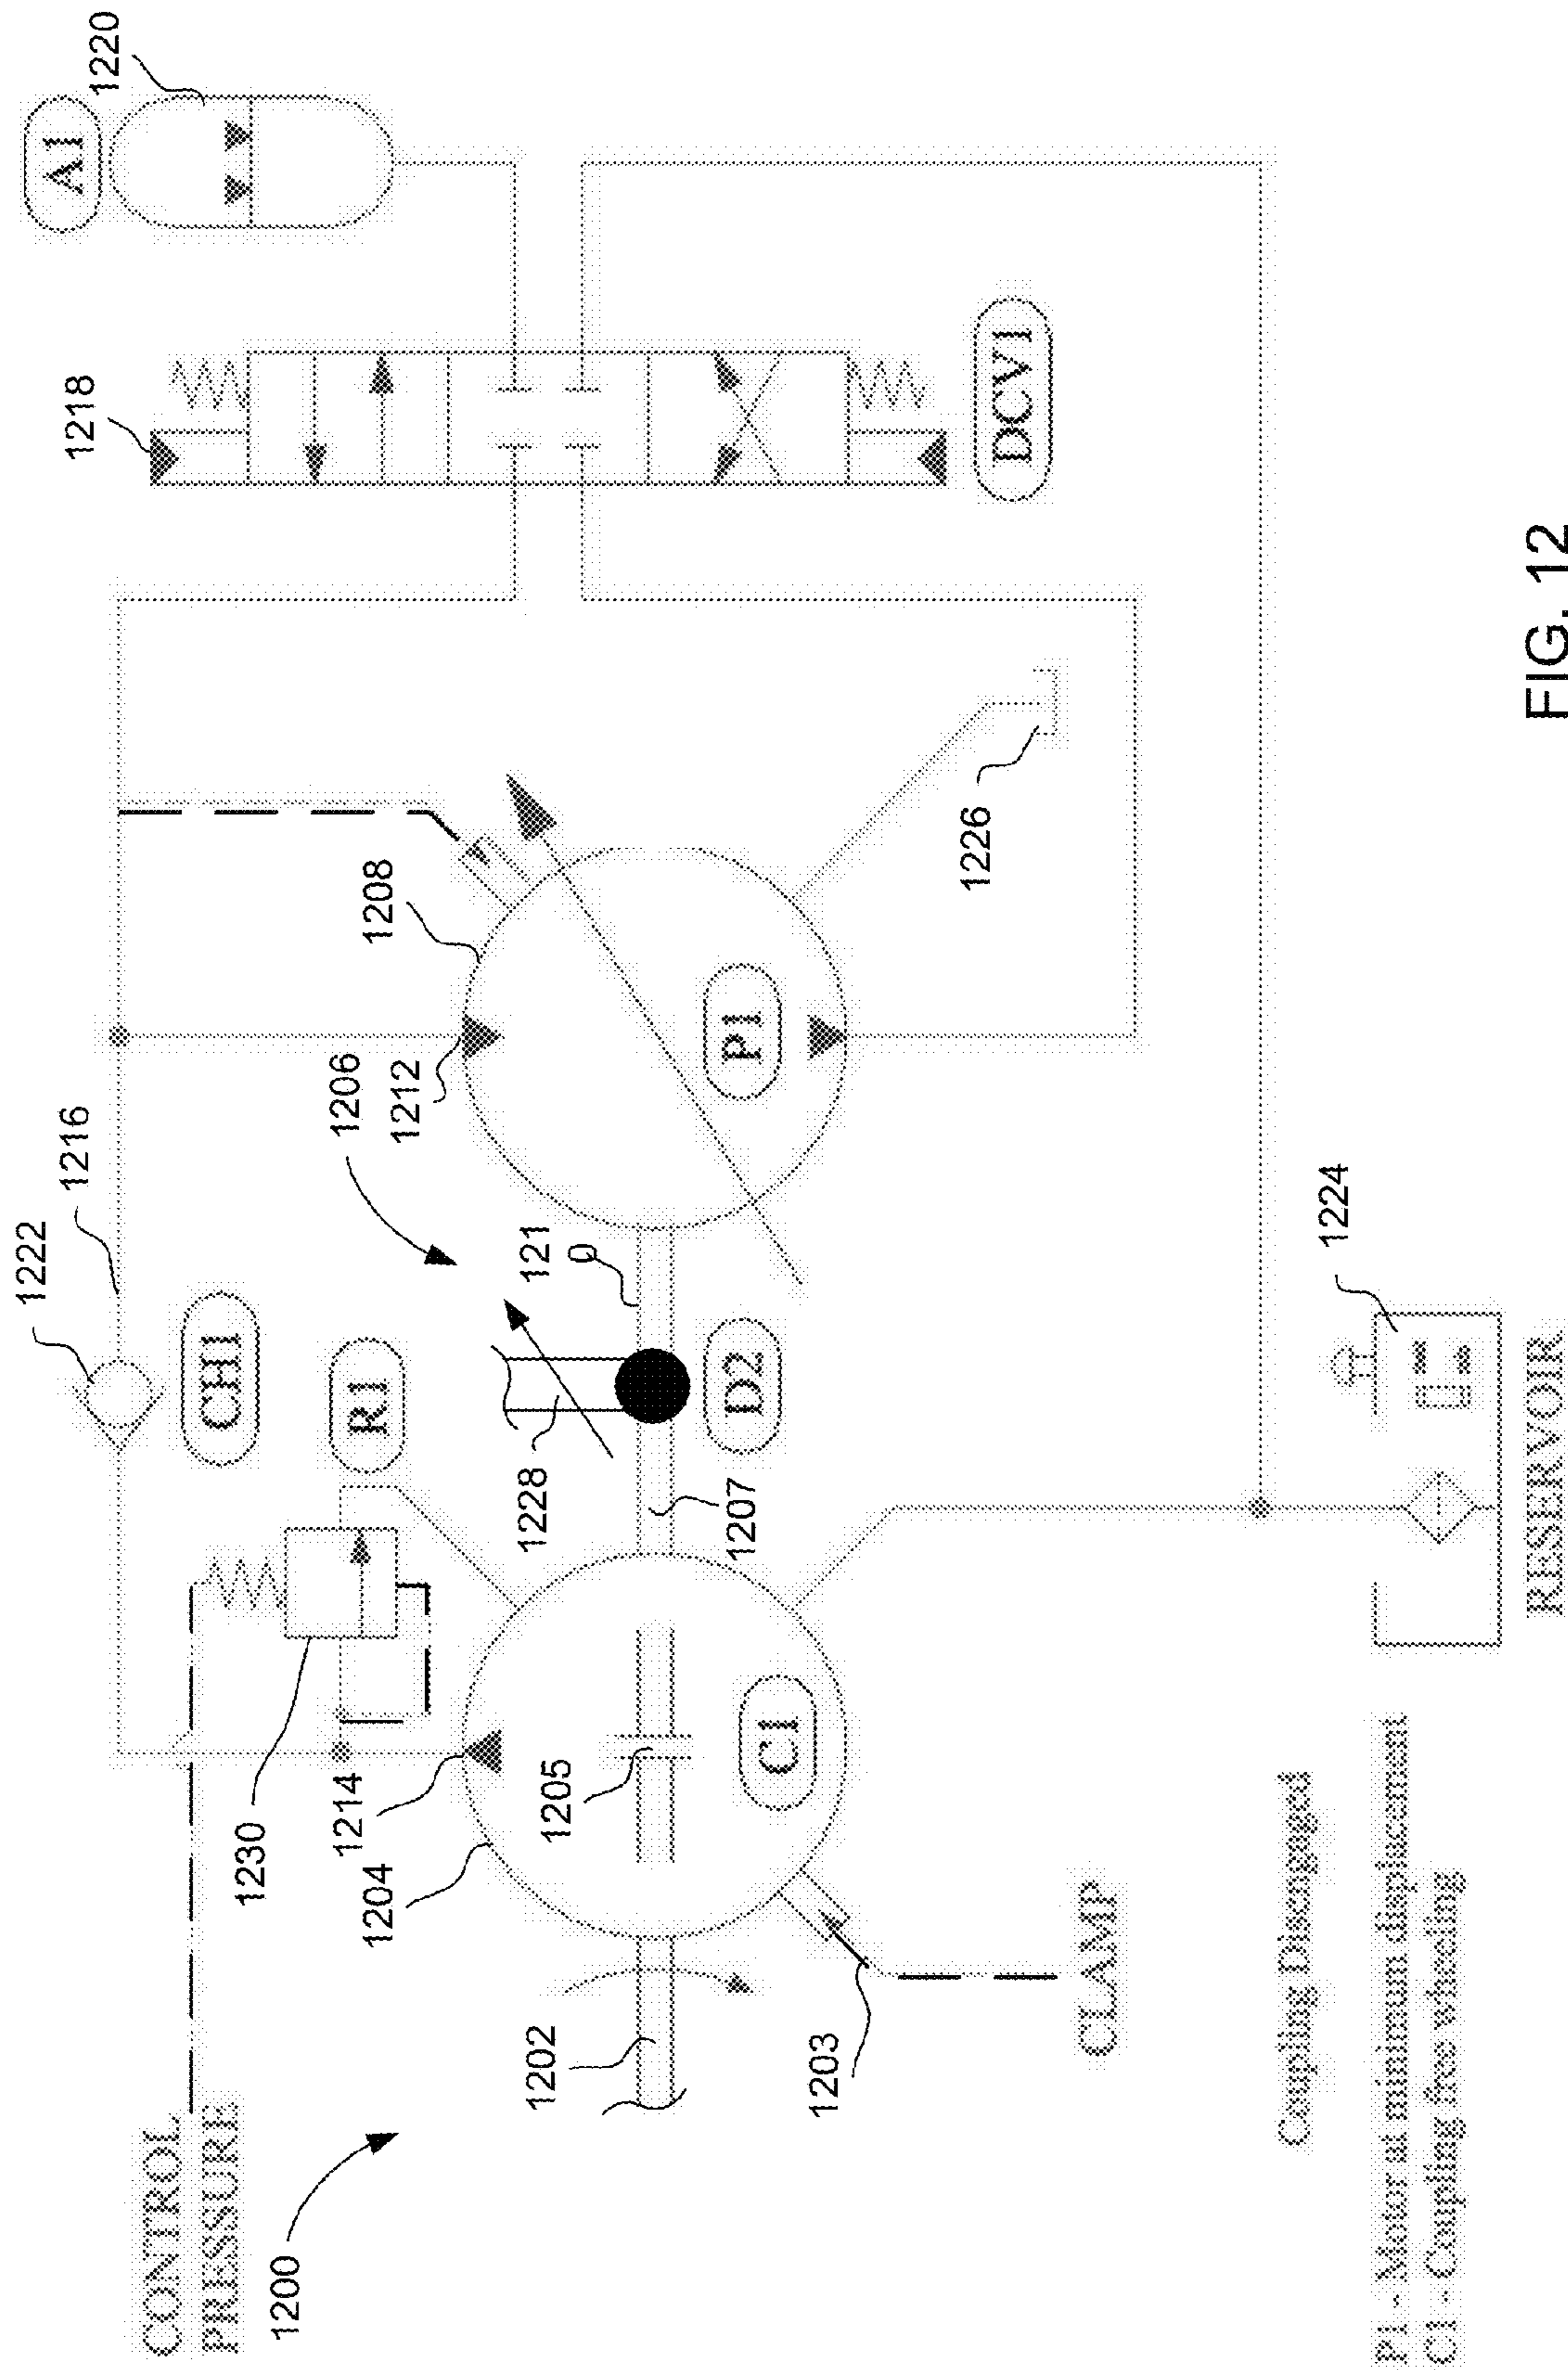 CONTROL
PRESSURE
1200
1222
1216
CH1
1230
R1
1214
1204
1205
C1
1202
1203
CLAMP
1228
1207
D2
121
0
1206
1212
1208
P1
1226
1218
DCV1
A1
1220
1224
RESERVOIR
Coupling Disengaged
P1 - Motor at minimum displacement
C1 - Coupling free wheeling
FIG. 12